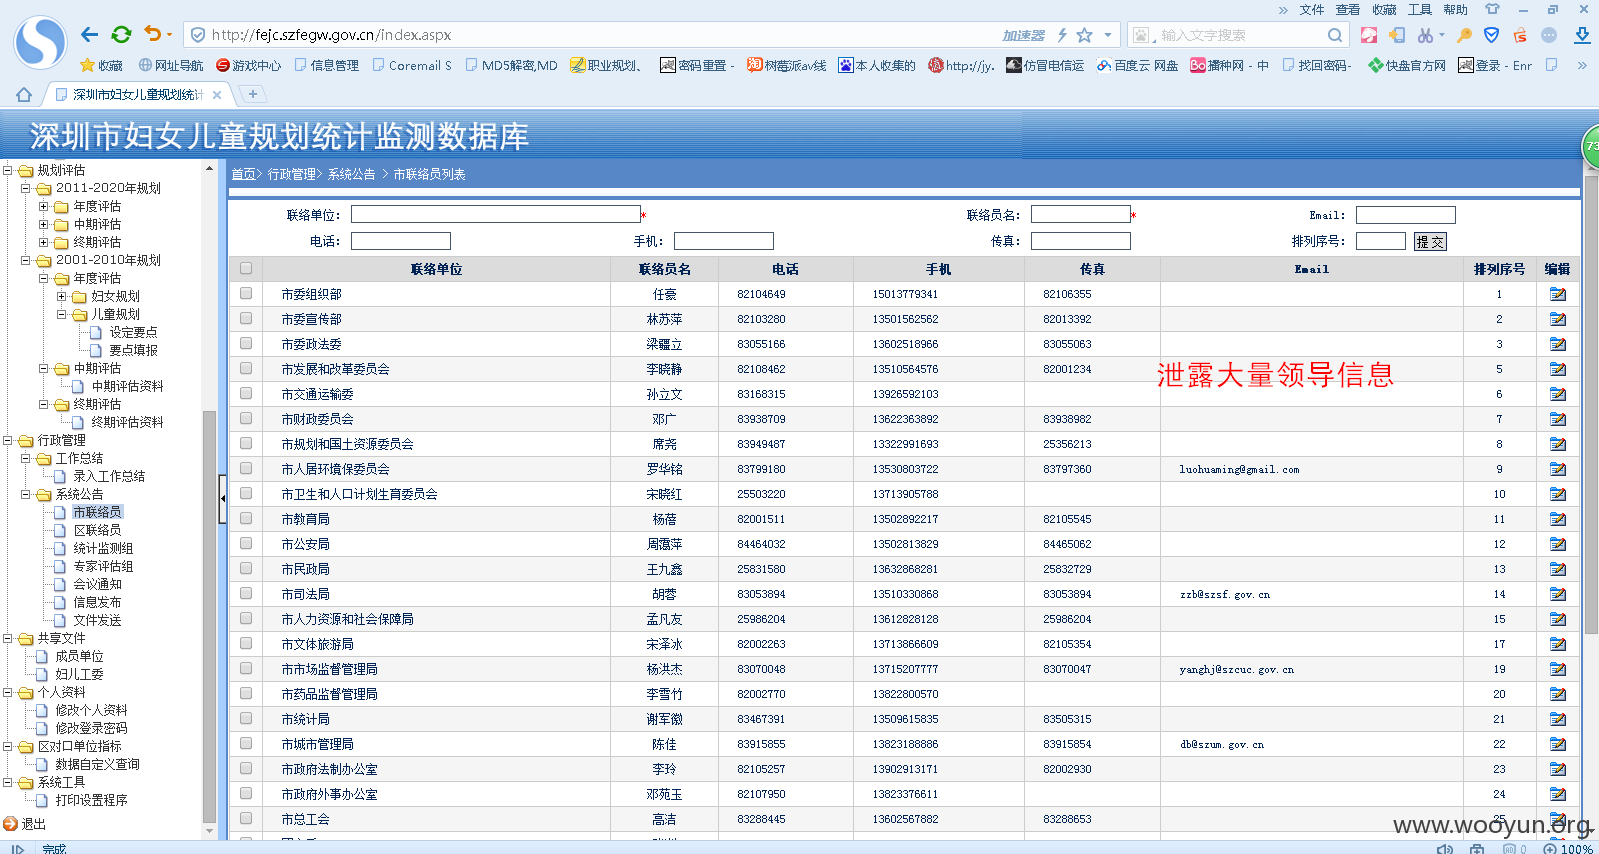 » 文件 查看 收藏 工具 帮助
http://fejc.szfegw.gov.cn/index.aspx 加速器 输入文字搜索
收藏 网址导航 游戏中心 信息管理 Coremail S MD5解密,MD 职业规划、 密码重置 - 树莓派av线 本人收集的 http://jy. 仿冒电信运 百度云 网盘 播种网 - 中 找回密码- 快盘官方网 登录 - Enr »
深圳市妇女儿童规划统计
深圳市妇女儿童规划统计监测数据库
73
首页> 行政管理> 系统公告 > 市联络员列表
规划评估
2011-2020年规划
年度评估
中期评估
终期评估
2001-2010年规划
年度评估
妇女规划
儿童规划
设定要点
要点填报
中期评估
中期评估资料
终期评估
终期评估资料
行政管理
工作总结
录入工作总结
系统公告
市联络员
区联络员
统计监测组
专家评估组
会议通知
信息发布
文件发送
共享文件
成员单位
妇儿工委
个人资料
修改个人资料
修改登录密码
区对口单位指标
数据自定义查询
系统工具
打印设置程序
退出
联络单位： * 联络员名： * Email：
电话： 手机： 传真： 排列序号： 提交
联络单位 联络员名 电话 手机 传真 Email 排列序号 编辑
市委组织部 任豪 82104649 15013779341 82106355 1
市委宣传部 林苏萍 82103280 13501562562 82013392 2
市委政法委 梁疆立 83055166 13602518966 83055063 3
市发展和改革委员会 李晓静 82108462 13510564576 82001234 5
泄露大量领导信息
市交通运输委 孙立文 83168315 13926592103 6
市财政委员会 邓广 83938709 13622363892 83938982 7
市规划和国土资源委员会 席尧 83949487 13322991693 25356213 8
市人居环境保委员会 罗华铭 83799180 13530803722 83797360 luohuaming@gmail.com 9
市卫生和人口计划生育委员会 宋晓红 25503220 13713905788 10
市教育局 杨蓓 82001511 13502892217 82105545 11
市公安局 周霭萍 84464032 13502813829 84465062 12
市民政局 王九鑫 25831580 13632868281 25832729 13
市司法局 胡蓉 83053894 13510330868 83053894 zzb@szsf.gov.cn 14
市人力资源和社会保障局 孟凡友 25986204 13612828128 25986204 15
市文体旅游局 宋泽冰 82002263 13713866609 82105354 17
市市场监督管理局 杨洪杰 83070048 13715207777 83070047 yanghj@szcuc.gov.cn 19
市药品监督管理局 李雪竹 82002770 13822800570 20
市统计局 谢军徽 83467391 13509615835 83505315 21
市城市管理局 陈佳 83915855 13823188886 83915854 db@szum.gov.cn 22
市政府法制办公室 李玲 82105257 13902913171 82002930 23
市政府外事办公室 邓苑玉 82107950 13823376611 24
市总工会 高洁 83288445 13602567882 83288653 25
www.wooyun.org
完成 0 100%